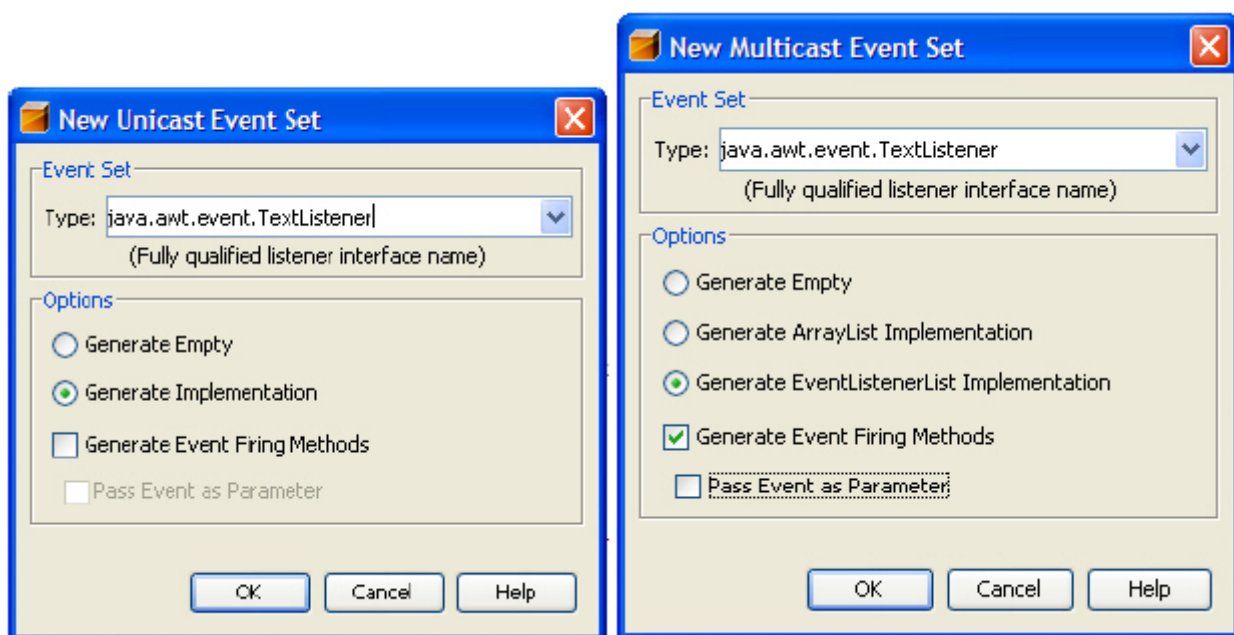 New Unicast Event Set
Event Set
Type: java.awt.event.TextListener
(Fully qualified listener interface name)
Options
Generate Empty
Generate Implementation
Generate Event Firing Methods
Pass Event as Parameter
OK Cancel Help
New Multicast Event Set
Event Set
Type: java.awt.event.TextListener
(Fully qualified listener interface name)
Options
Generate Empty
Generate ArrayList Implementation
Generate EventListenerList Implementation
Generate Event Firing Methods
Pass Event as Parameter
OK Cancel Help